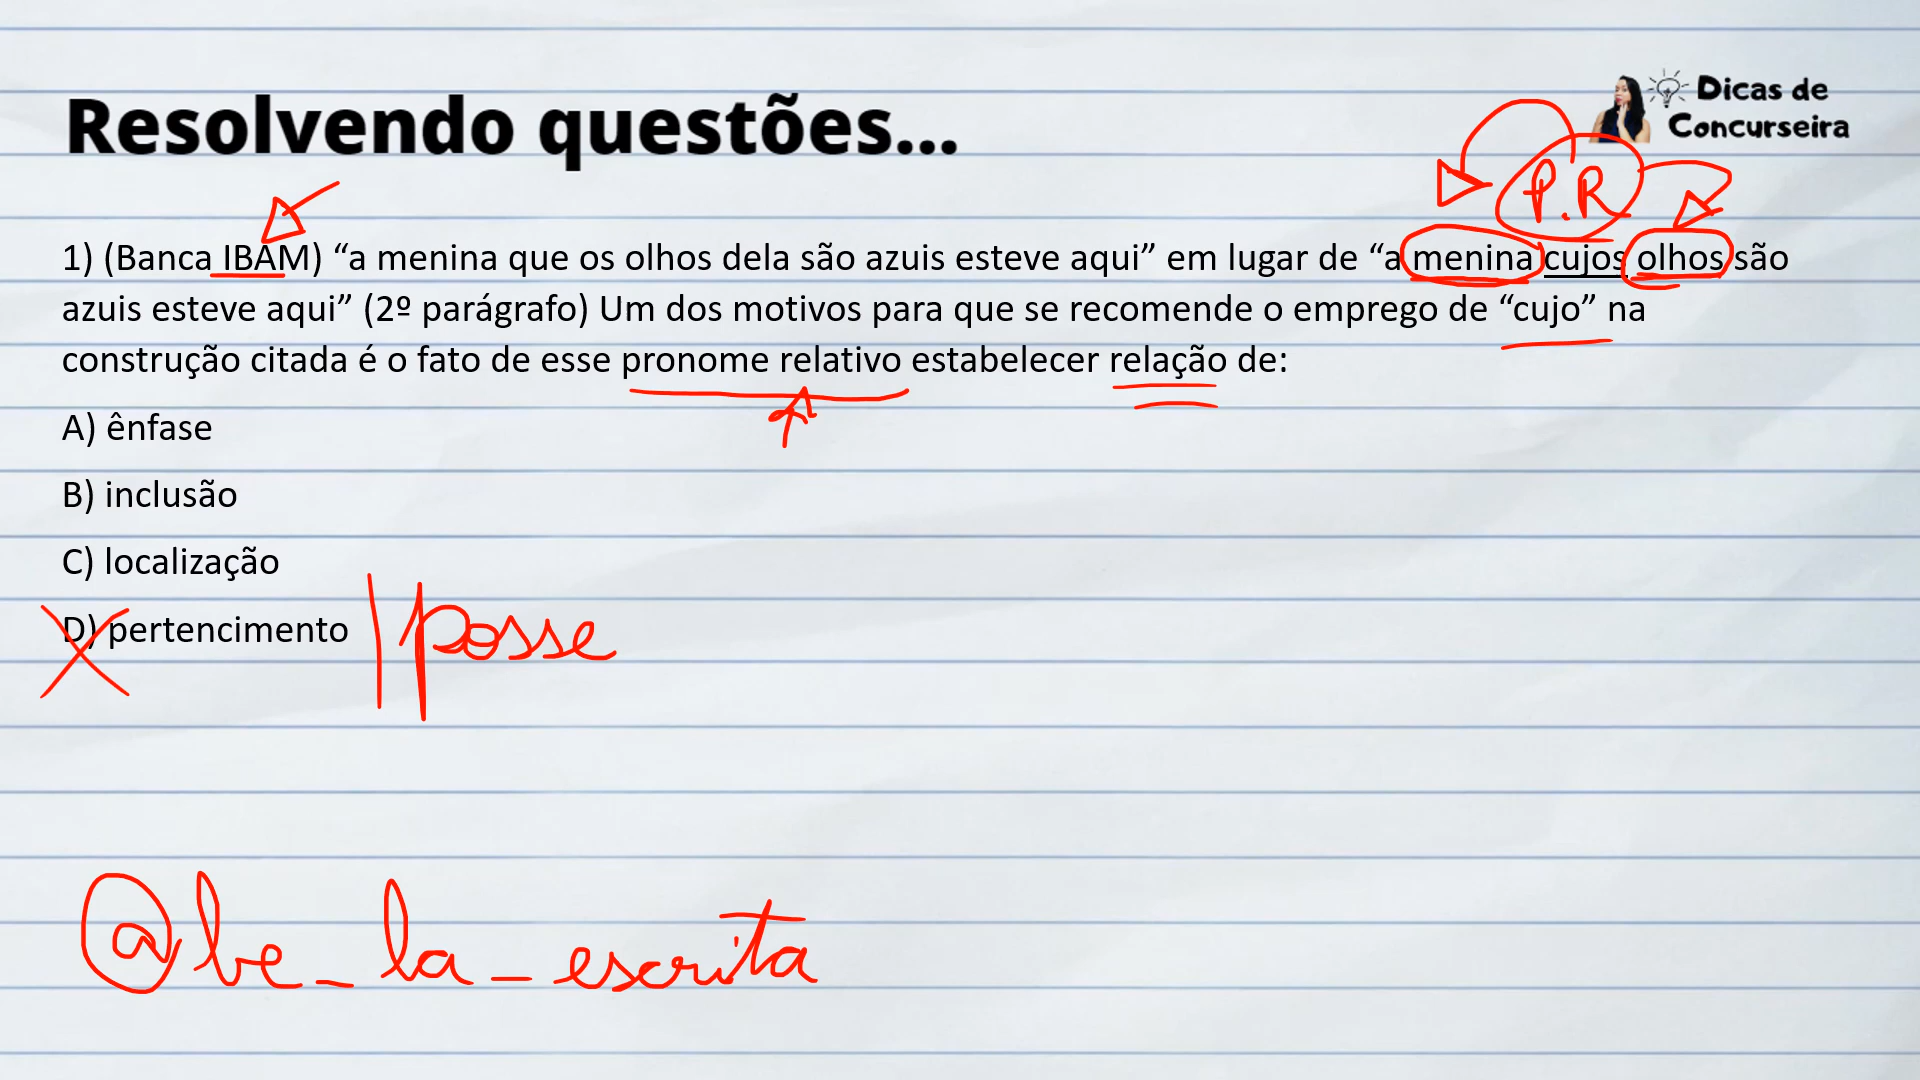 Resolvendo questões...
Dicas de
Concurseira
P.R
1) (Banca IBAM) “a menina que os olhos dela são azuis esteve aqui” em lugar de “a menina cujos olhos são
azuis esteve aqui” (2º parágrafo) Um dos motivos para que se recomende o emprego de “cujo” na
construção citada é o fato de esse pronome relativo estabelecer relação de:
A) ênfase
B) inclusão
C) localização
D) pertencimento | posse
@be_la_escrita